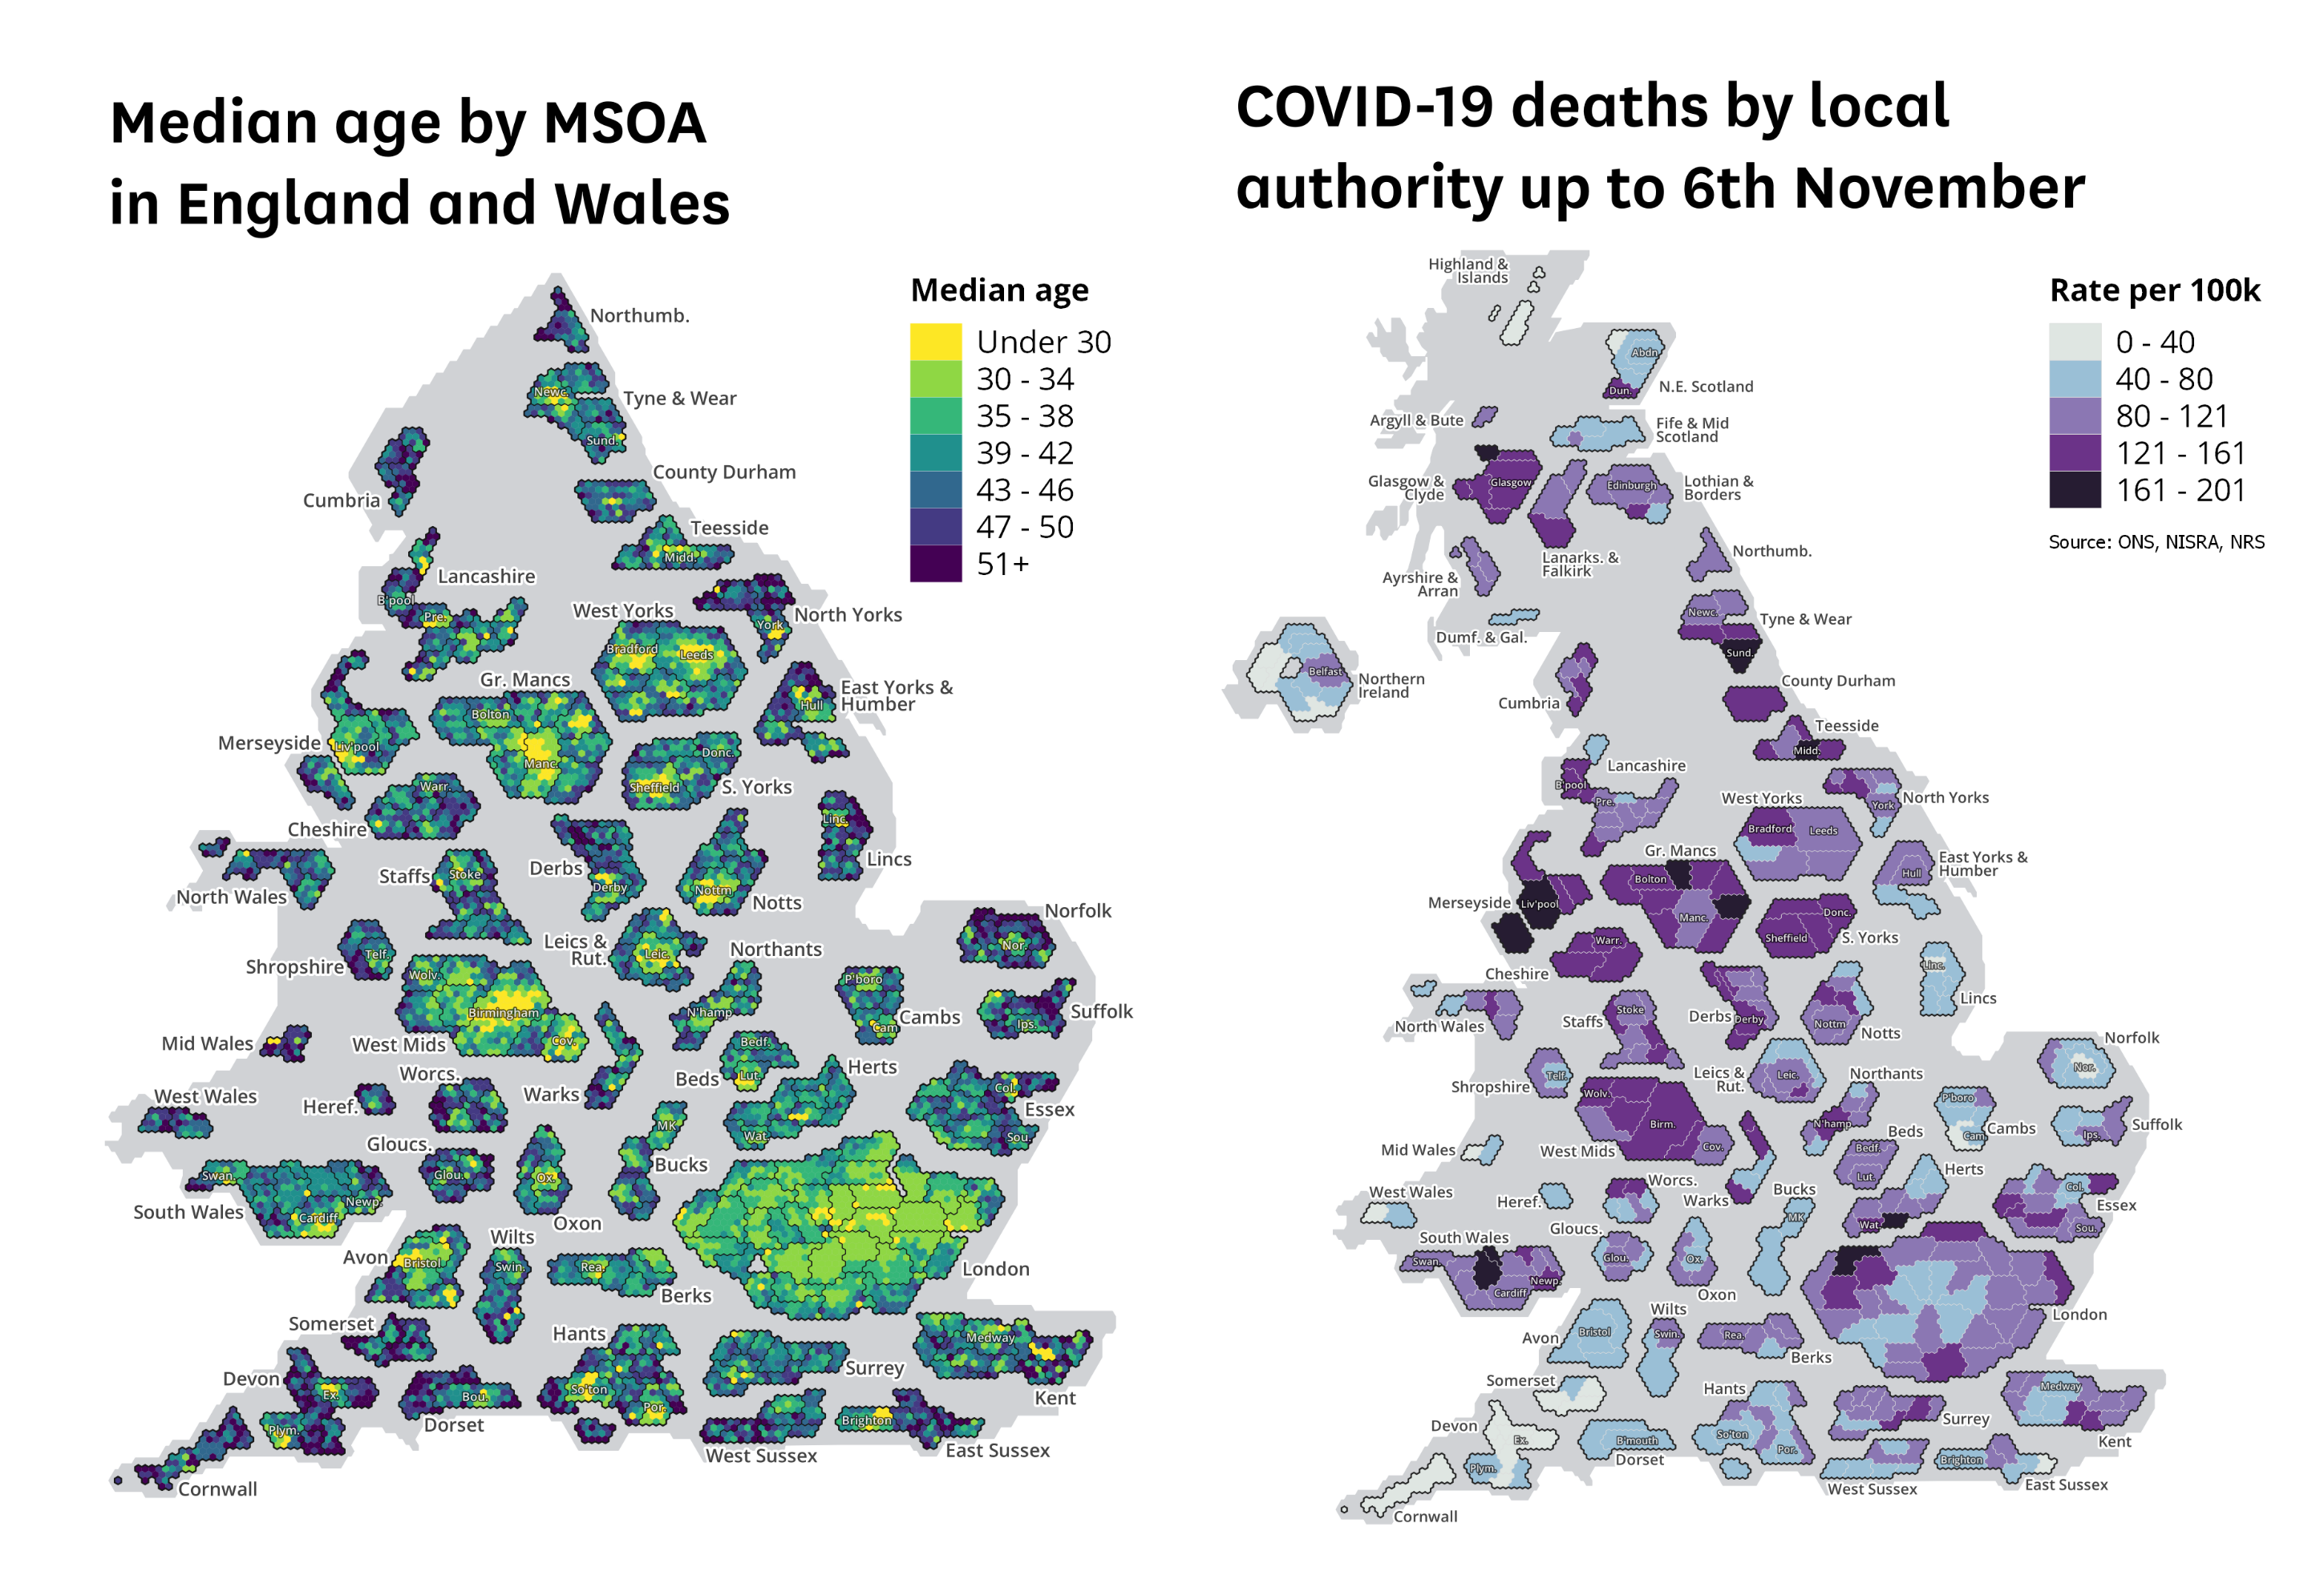 Median age by MSOA
in England and Wales
Median age
Under 30
30 - 34
35 - 38
39 - 42
43 - 46
47 - 50
51+
Northumb.
Newc.
Tyne & Wear
Sund.
County Durham
Cumbria
Teesside
Midd.
Lancashire
B'pool
Pre.
West Yorks
North Yorks
York
Bradford
Leeds
Gr. Mancs
East Yorks &
Humber
Hull
Bolton
Merseyside
Liv'pool
Manc.
Donc.
Sheffield
S. Yorks
Warr.
Cheshire
Linc.
Lincs
North Wales
Staffs
Stoke
Derbs
Derby
Nottm
Notts
Norfolk
Nor.
Shropshire
Telf.
Leics &
Rut.
Leic.
Northants
Wolv.
Birmingham
Cov.
West Mids
N'hamp
P'boro
Cam.
Cambs
Suffolk
Ips.
Mid Wales
Worcs.
Warks
Bedf.
Lut.
Beds
Herts
West Wales
Heref.
Col.
Essex
Sou.
MK
Wat.
Gloucs.
Glou.
Ox.
Oxon
Bucks
Swan.
Newp.
Cardiff
South Wales
London
Avon
Bristol
Wilts
Swin.
Rea.
Berks
Somerset
Hants
Surrey
Medway
Kent
Devon
Ex.
Bou.
Dorset
So'ton
Por.
Brighton
West Sussex
East Sussex
Plym.
Cornwall
COVID-19 deaths by local
authority up to 6th November
Rate per 100k
0 - 40
40 - 80
80 - 121
121 - 161
161 - 201
Source: ONS, NISRA, NRS
Highland &
Islands
Abdn.
Dun.
N.E. Scotland
Argyll & Bute
Fife & Mid
Scotland
Glasgow &
Clyde
Glasgow
Edinburgh
Lothian &
Borders
Lanarks. &
Falkirk
Ayrshire &
Arran
Dumf. & Gal.
Northumb.
Newc.
Tyne & Wear
Sund.
Belfast
Northern
Ireland
Cumbria
County Durham
Teesside
Midd.
Lancashire
B'pool
Pre.
West Yorks
North Yorks
York
Bradford
Leeds
Gr. Mancs
East Yorks &
Humber
Hull
Bolton
Merseyside
Liv'pool
Manc.
Donc.
Sheffield
S. Yorks
Warr.
Cheshire
Linc.
Lincs
North Wales
Staffs
Stoke
Derbs
Derby
Nottm
Notts
Norfolk
Nor.
Shropshire
Telf.
Leics &
Rut.
Leic.
Northants
Wolv.
Birm.
Cov.
West Mids
N'hamp
P'boro
Cam.
Cambs
Suffolk
Ips.
Mid Wales
Worcs.
Warks
Bedf.
Lut.
Beds
Herts
West Wales
Heref.
Bucks
MK
Col.
Essex
Sou.
Wat.
Gloucs.
Glou.
Ox.
Oxon
South Wales
Swan.
Newp.
Cardiff
London
Avon
Bristol
Wilts
Swin.
Rea.
Berks
Somerset
Hants
Surrey
Medway
Kent
Devon
Ex.
B'mouth
Dorset
So'ton
Por.
Brighton
West Sussex
East Sussex
Plym.
Cornwall